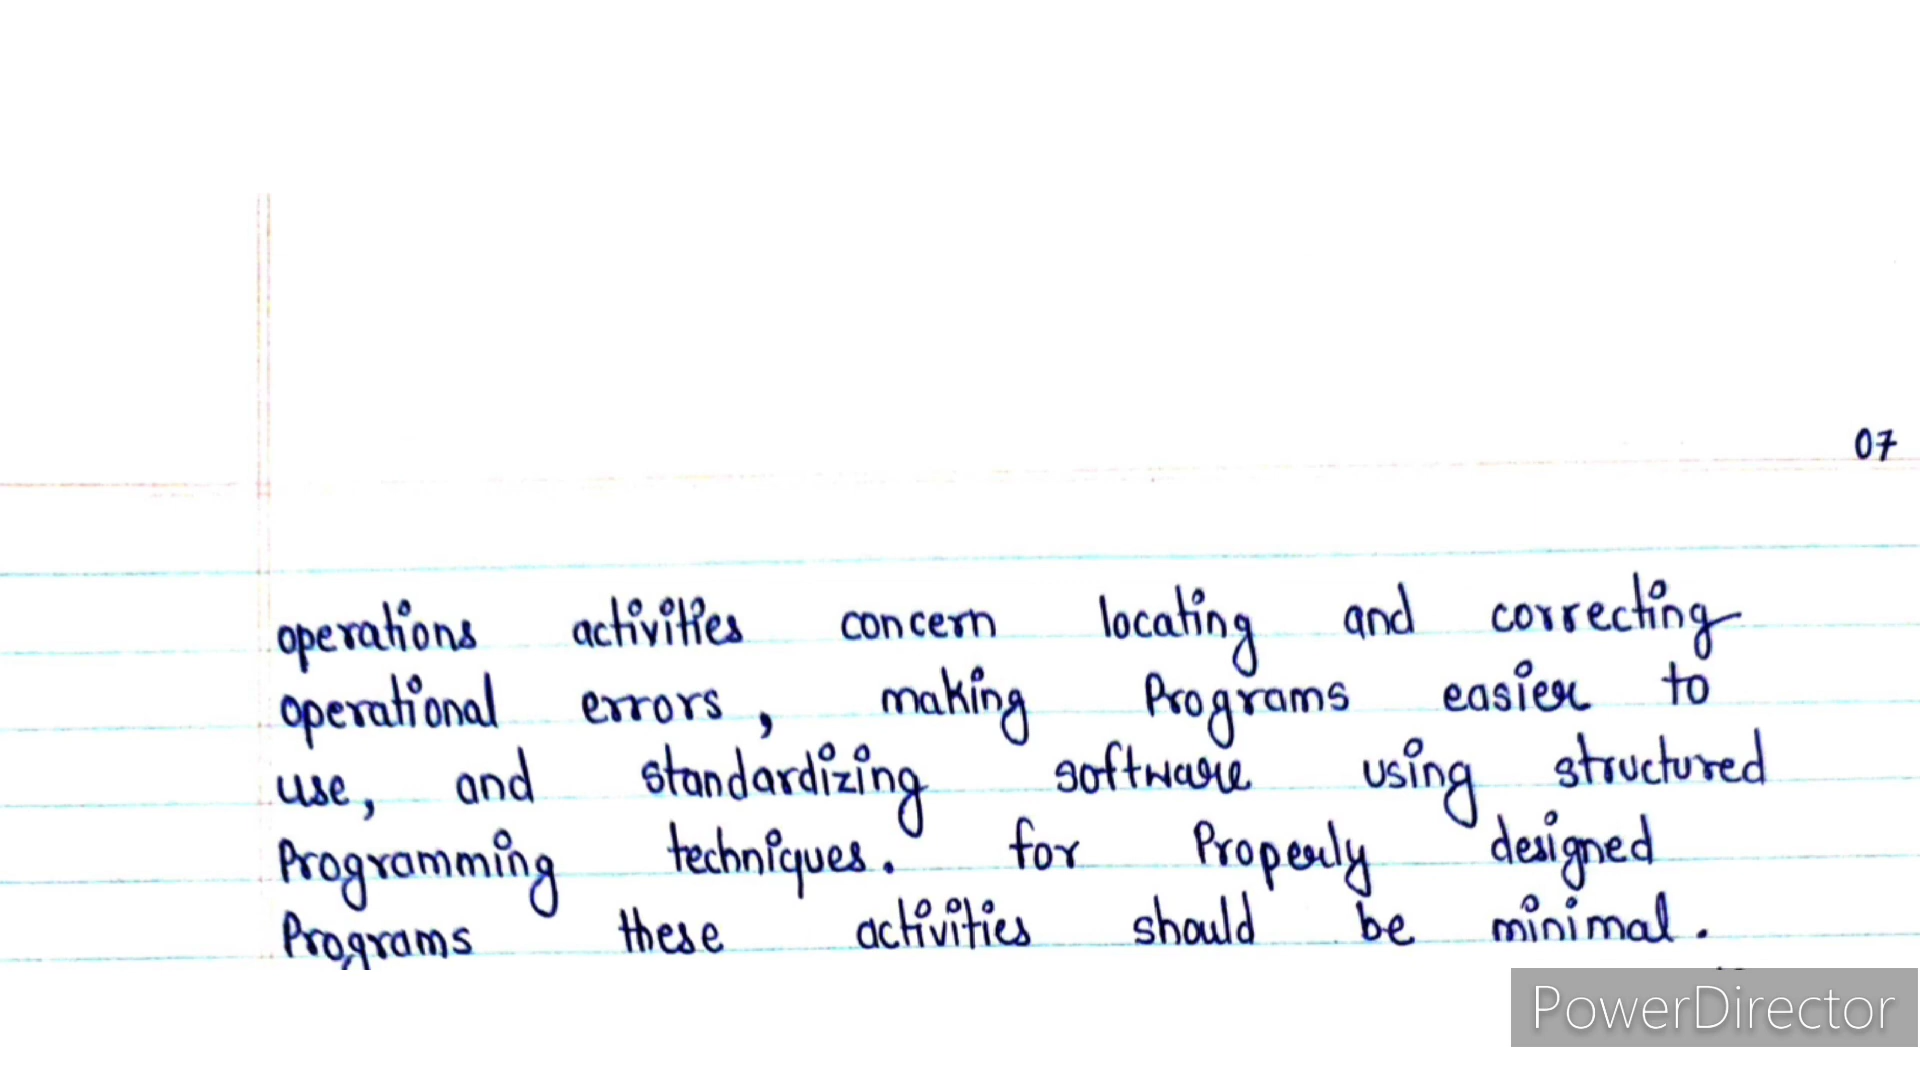 07
operations activities concern locating and correcting
operational errors, making Programs easier to
use, and standardizing software using structured
Programming techniques. for Properly designed
Programs these activities should be minimal.
PowerDirector